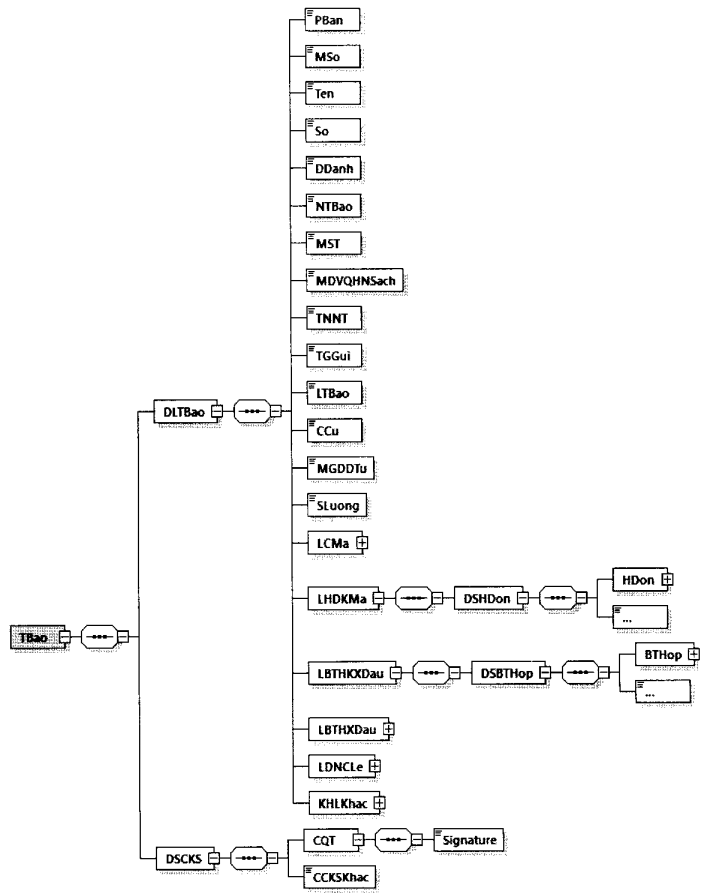 PBan
MSo
Ten
So
DDanh
NTBao
MST
MDVQHNSach
TNNT
TGGui
DLTBao
LTBao
CCu
MGDDTu
SLuong
LCMa
HDon
LHDKMa
DSHDon
...
TBao
BTHop
LBTHKXDau
DSBTHop
...
LBTHXDau
LDNCLe
KHLKhac
CQT
Signature
DSCKS
CCKSKhac